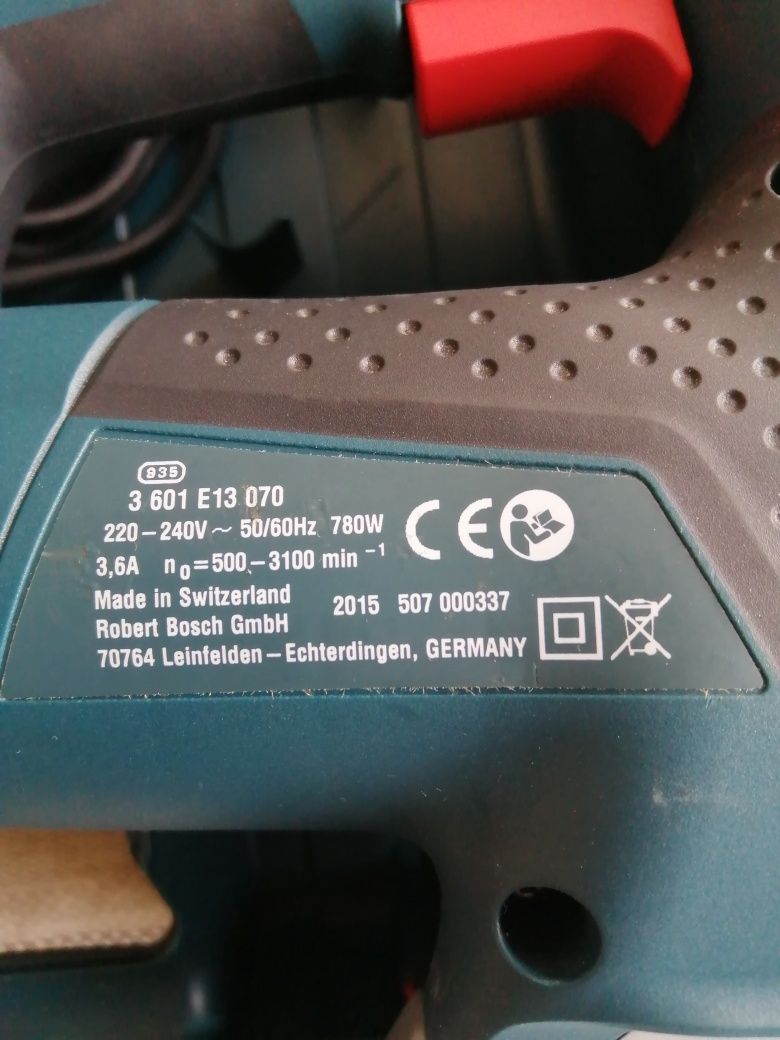 935
3 601 E13 070
220–240V ~ 50/60Hz 780W
3,6A n₀=500–3100 min⁻¹
Made in Switzerland 2015 507 000337
Robert Bosch GmbH
70764 Leinfelden–Echterdingen, GERMANY
CE